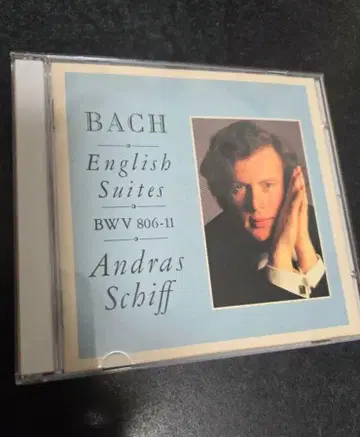 BACH
English
Suites
BWV 806-11
Andras
Schiff